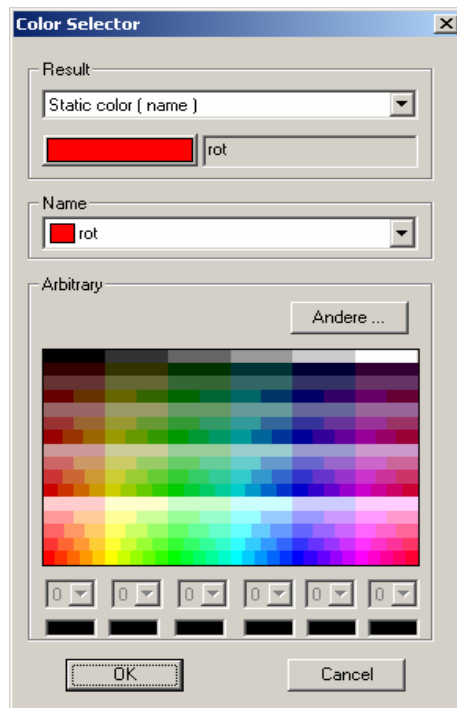 Color Selector
Result
Static color ( name )
rot
Name
rot
Arbitrary
Andere ...
0 0 0 0 0 0
OK Cancel